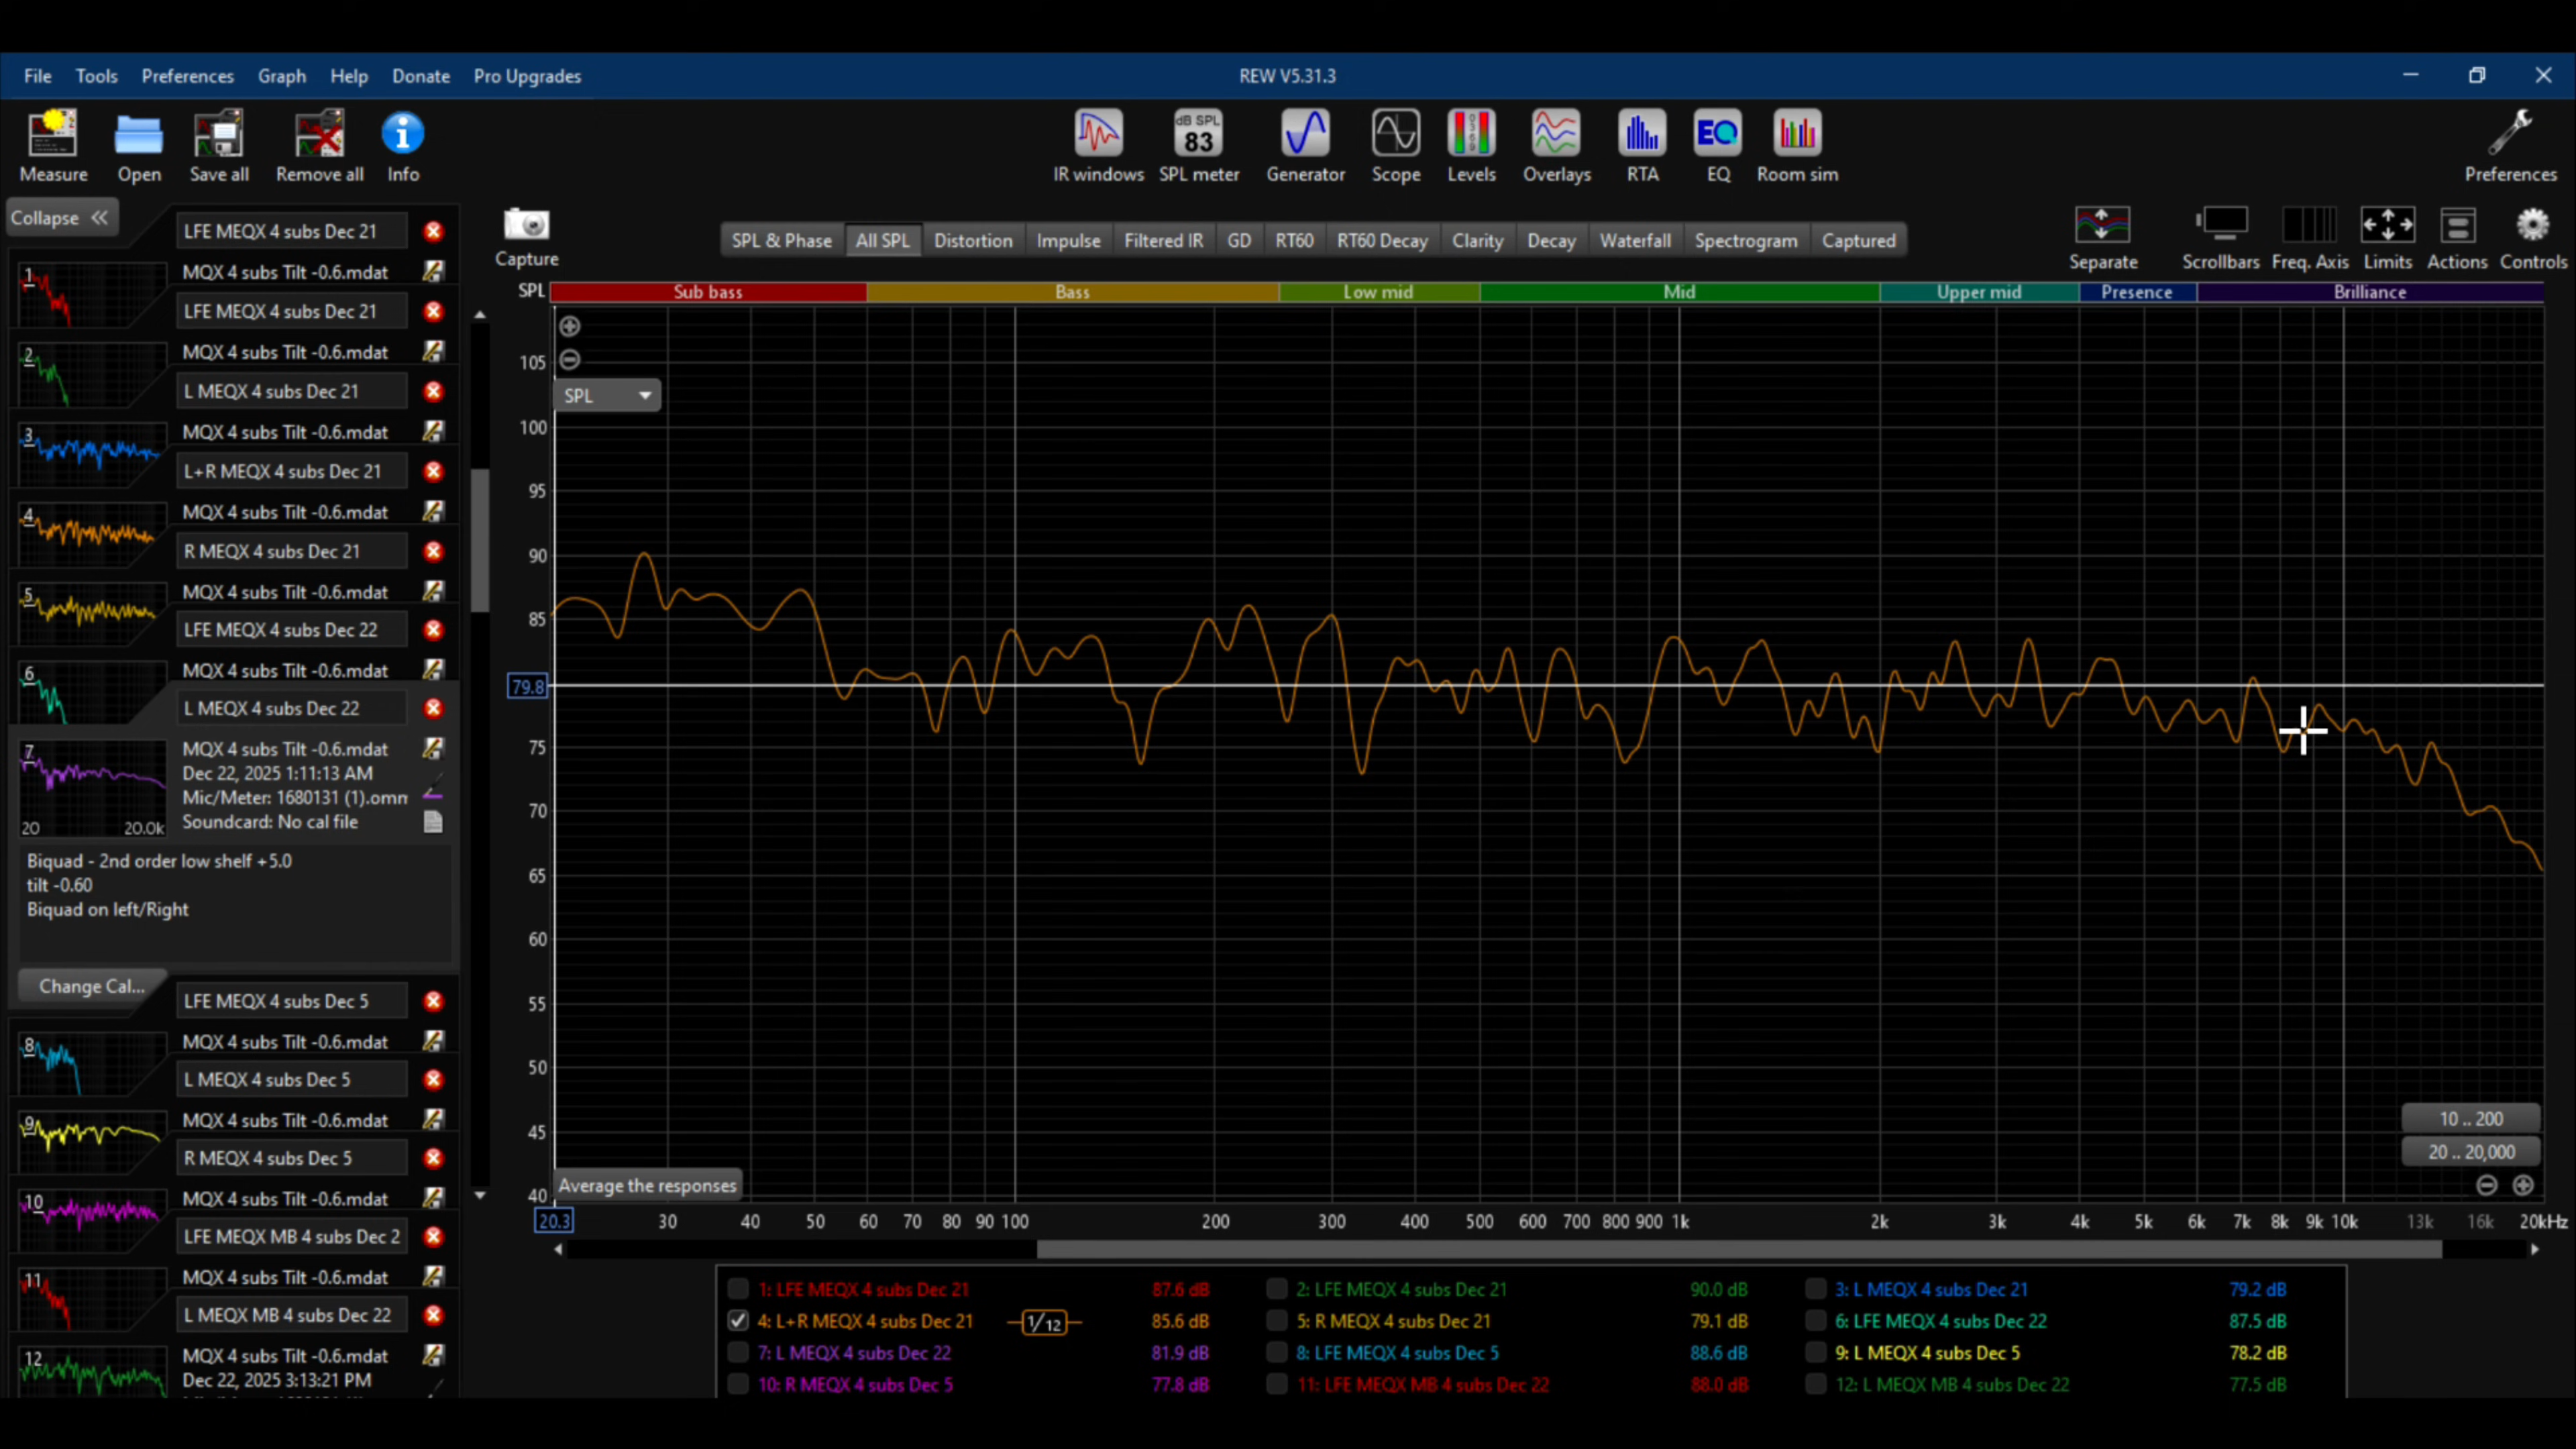 File Tools Preferences Graph Help Donate Pro Upgrades REW V5.31.3
Measure Open Save all Remove all Info IR windows dB SPL 83 SPL meter Generator Scope Levels Overlays RTA EQ EQ Room sim Preferences
Collapse
Capture
SPL & Phase All SPL Distortion Impulse Filtered IR GD RT60 RT60 Decay Clarity Decay Waterfall Spectrogram Captured
Separate Scrollbars Freq. Axis Limits Actions Controls
LFE MEQX 4 subs Dec 21
1 MQX 4 subs Tilt -0.6.mdat
LFE MEQX 4 subs Dec 21
2 MQX 4 subs Tilt -0.6.mdat
L MEQX 4 subs Dec 21
3 MQX 4 subs Tilt -0.6.mdat
L+R MEQX 4 subs Dec 21
4 MQX 4 subs Tilt -0.6.mdat
R MEQX 4 subs Dec 21
5 MQX 4 subs Tilt -0.6.mdat
LFE MEQX 4 subs Dec 22
6 MQX 4 subs Tilt -0.6.mdat
L MEQX 4 subs Dec 22
7 MQX 4 subs Tilt -0.6.mdat
Dec 22, 2025 1:11:13 AM
Mic/Meter: 1680131 (1).omn
20 20.0k Soundcard: No cal file
Biquad - 2nd order low shelf +5.0
tilt -0.60
Biquad on left/Right
Change Cal...
LFE MEQX 4 subs Dec 5
8 MQX 4 subs Tilt -0.6.mdat
L MEQX 4 subs Dec 5
9 MQX 4 subs Tilt -0.6.mdat
R MEQX 4 subs Dec 5
10 MQX 4 subs Tilt -0.6.mdat
LFE MEQX MB 4 subs Dec 2
11 MQX 4 subs Tilt -0.6.mdat
L MEQX MB 4 subs Dec 22
12 MQX 4 subs Tilt -0.6.mdat
Dec 22, 2025 3:13:21 PM
SPL Sub bass Bass Low mid Mid Upper mid Presence Brilliance
SPL
105
100
95
90
85
79.8
75
70
65
60
55
50
45
40
10 .. 200
20 .. 20,000
Average the responses
20.3 30 40 50 60 70 80 90 100 200 300 400 500 600 700 800 900 1k 2k 3k 4k 5k 6k 7k 8k 9k 10k 13k 16k 20kHz
1: LFE MEQX 4 subs Dec 21 87.6 dB 2: LFE MEQX 4 subs Dec 21 90.0 dB 3: L MEQX 4 subs Dec 21 79.2 dB
4: L+R MEQX 4 subs Dec 21 1/12 85.6 dB 5: R MEQX 4 subs Dec 21 79.1 dB 6: LFE MEQX 4 subs Dec 22 87.5 dB
7: L MEQX 4 subs Dec 22 81.9 dB 8: LFE MEQX 4 subs Dec 5 88.6 dB 9: L MEQX 4 subs Dec 5 78.2 dB
10: R MEQX 4 subs Dec 5 77.8 dB 11: LFE MEQX MB 4 subs Dec 22 88.0 dB 12: L MEQX MB 4 subs Dec 22 77.5 dB